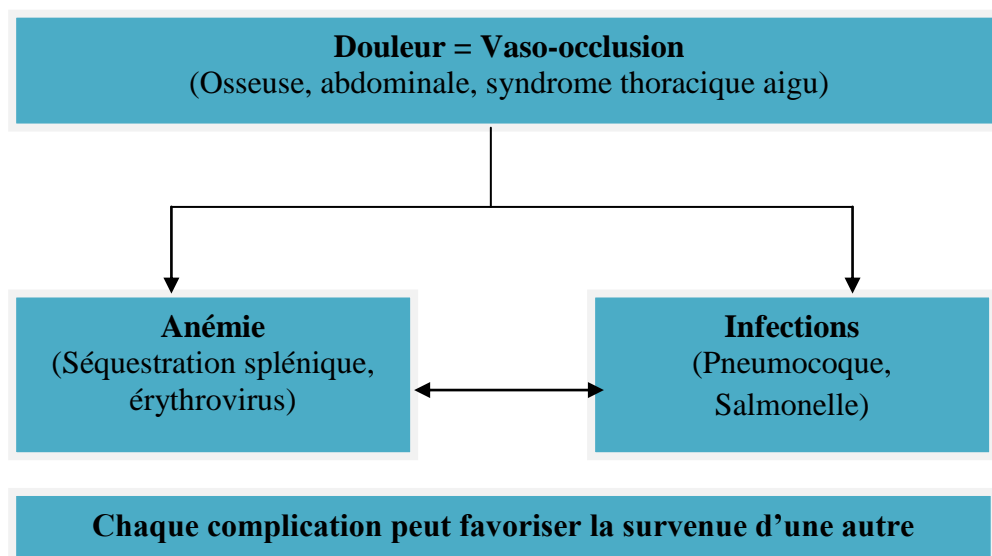 Douleur = Vaso-occlusion
(Osseuse, abdominale, syndrome thoracique aigu)
Anémie
(Séquestration splénique,
érythrovirus)
Infections
(Pneumocoque,
Salmonelle)
Chaque complication peut favoriser la survenue d’une autre